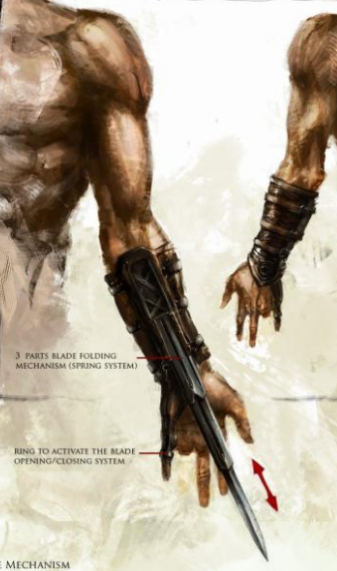 3 PARTS BLADE FOLDING
MECHANISM (SPRING SYSTEM)
RING TO ACTIVATE THE BLADE
OPENING/CLOSING SYSTEM
E MECHANISM